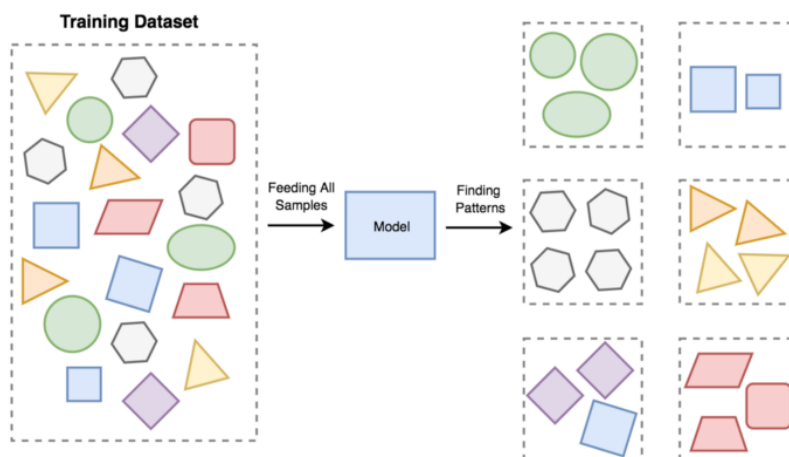 Training Dataset
Feeding All
Samples
Model
Finding
Patterns